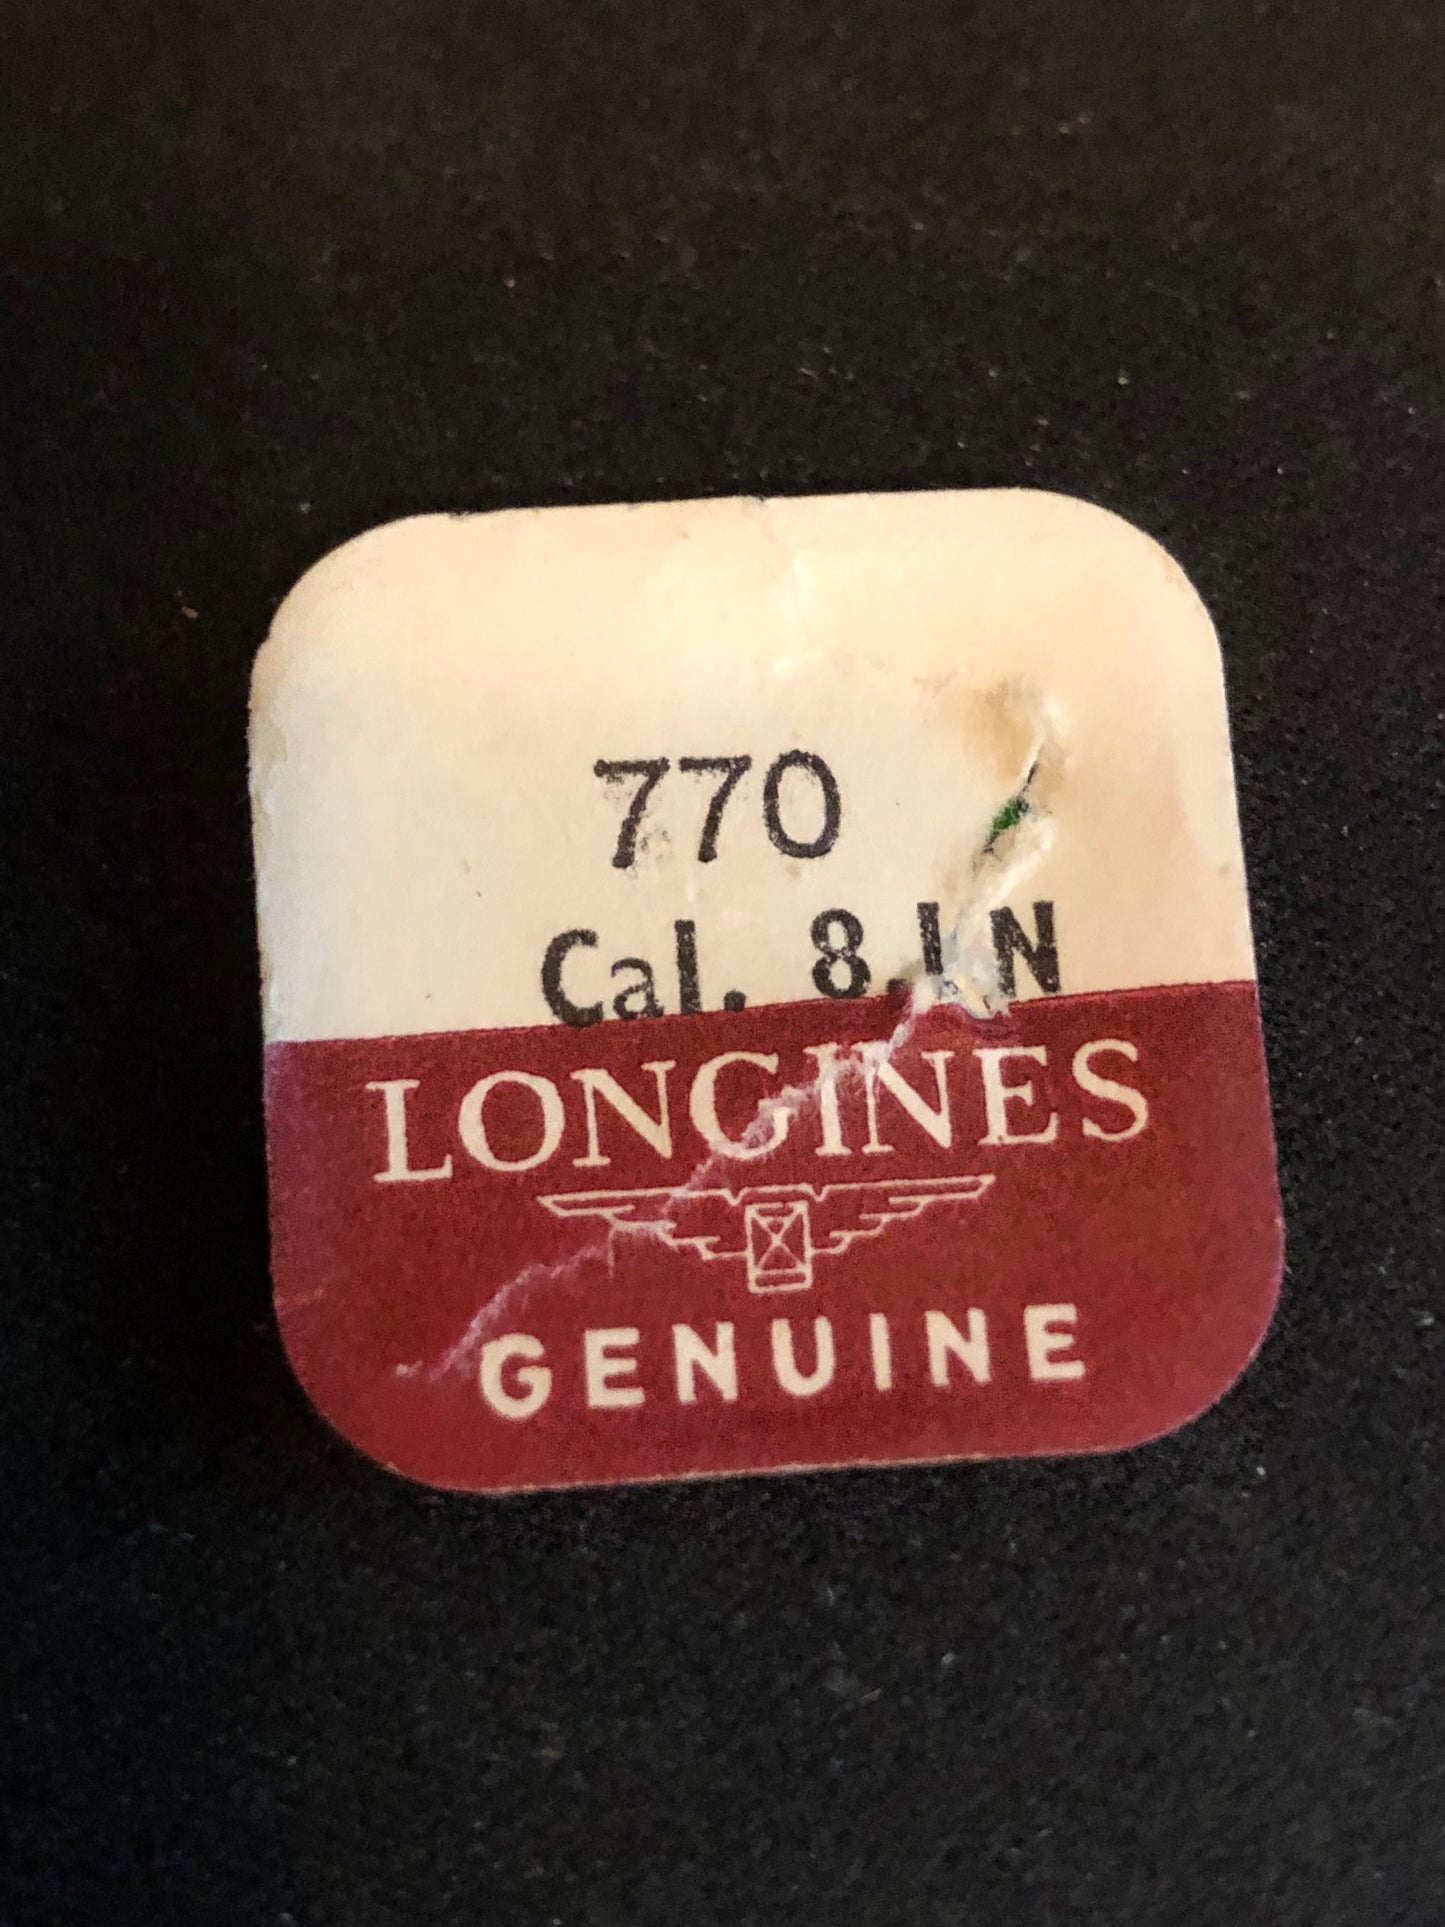 770
Cal. 8.LN
LONGINES
GENUINE